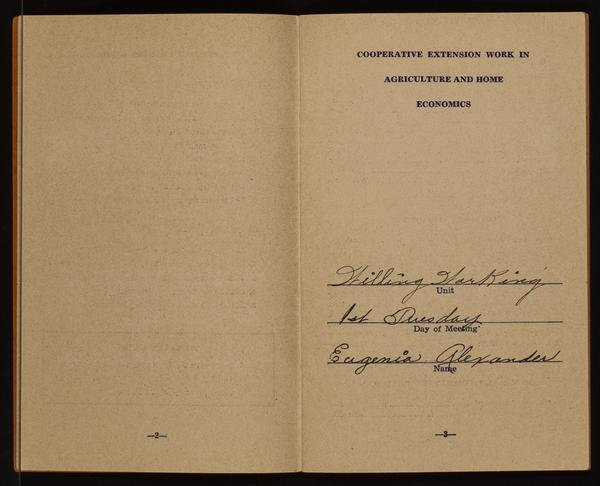 COOPERATIVE EXTENSION WORK IN
AGRICULTURE AND HOME
ECONOMICS
Willing Working
Unit
1st Tuesday
Day of Meeting
Eugenia Alexander
Name
—2—
—3—